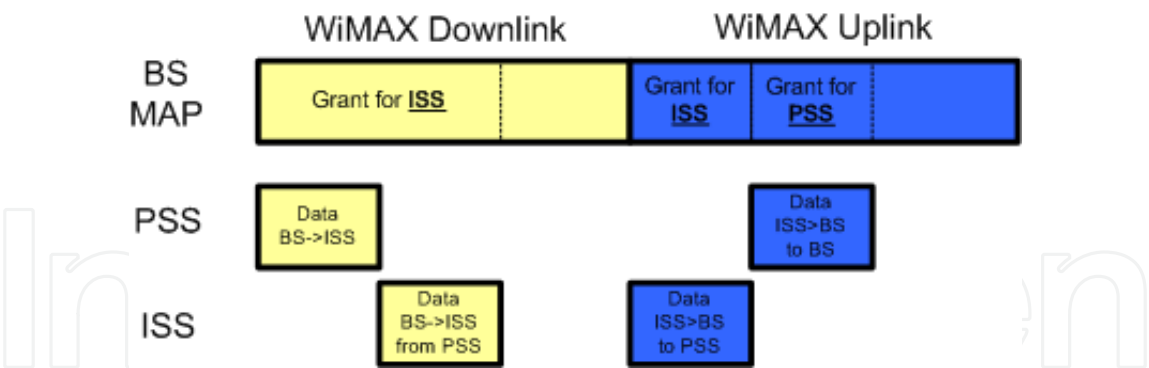 WiMAX Downlink
WiMAX Uplink
BS
MAP
Grant for ISS
Grant for
ISS
Grant for
PSS
PSS
Data
BS->ISS
Data
ISS>BS
to BS
ISS
Data
BS->ISS
from PSS
Data
ISS>BS
to PSS